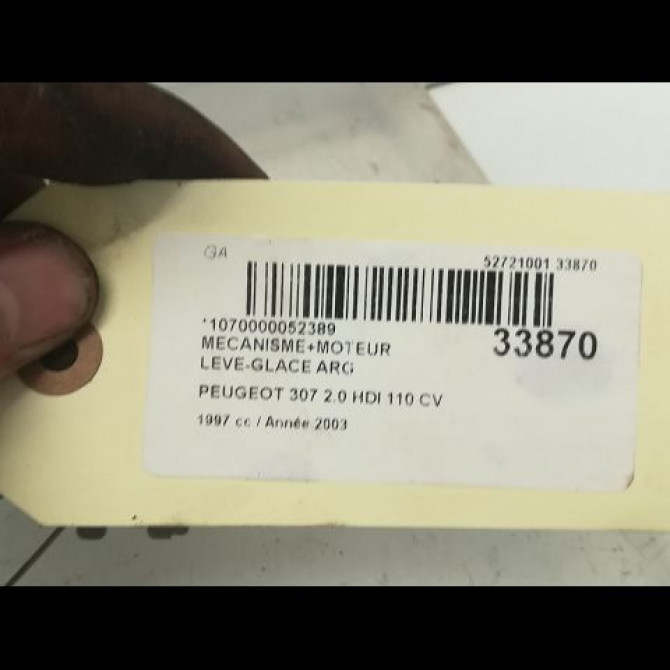 GA
52721001 33870
*1070000052389
33870
MECANISME+MOTEUR
LEVE-GLACE ARG
PEUGEOT 307 2.0 HDI 110 CV
1997 cc / Année 2003